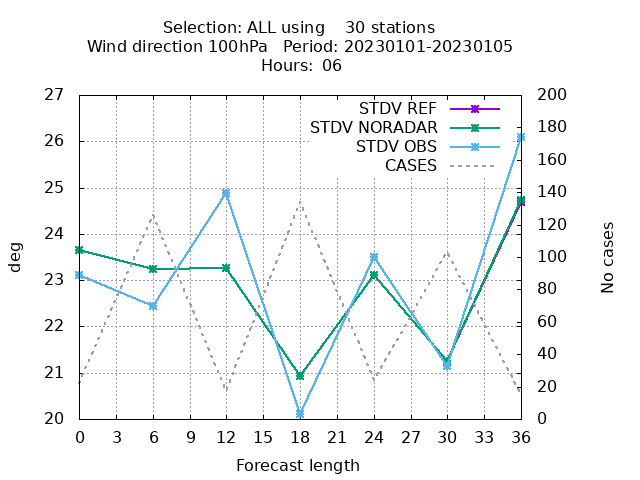 Selection: ALL using    30 stations
Wind direction 100hPa   Period: 20230101-20230105
Hours: 06
27
26
25
24
23
22
21
20
deg
200
180
160
140
120
100
80
60
40
20
0
No cases
STDV REF
STDV NORADAR
STDV OBS
CASES
0 3 6 9 12 15 18 21 24 27 30 33 36
Forecast length